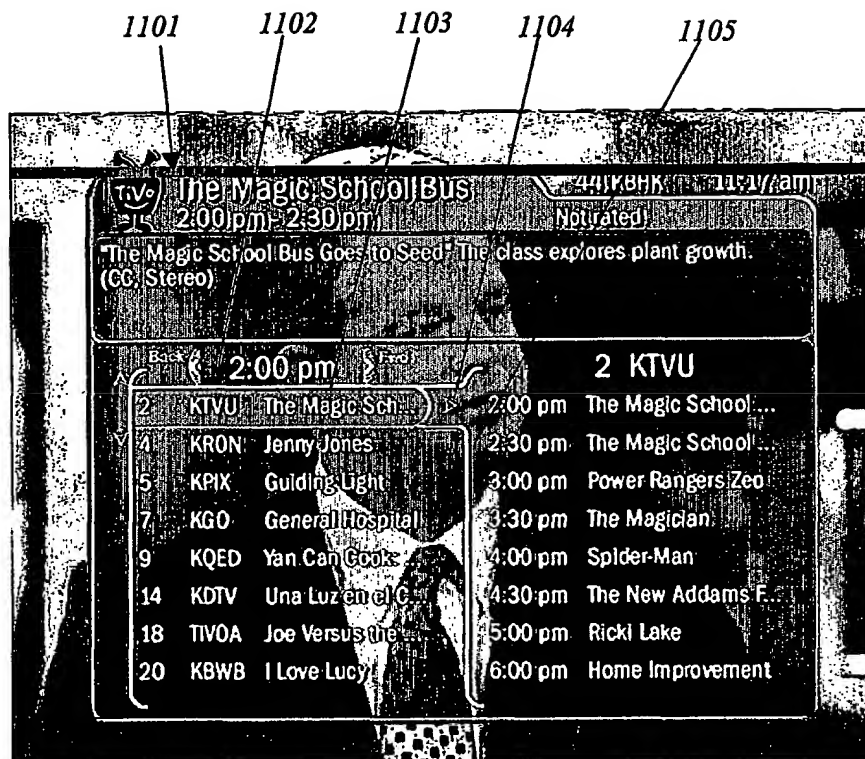 1101 1102 1103 1104 1105
TiVo The Magic School Bus 44 KBHK 11:17 am
2:00 pm - 2:30 pm Not rated
"The Magic School Bus Goes to Seed" The class explores plant growth.
(CC, Stereo)
Back 2:00 pm Fwd 2 KTVU
2 KTVU The Magic Sch... 2:00 pm The Magic School ...
4 KRON Jenny Jones 2:30 pm The Magic School ...
5 KPIX Guiding Light 3:00 pm Power Rangers Zeo
7 KGO General Hospital 3:30 pm The Magician
9 KQED Yan Can Cook: ... 4:00 pm Spider-Man
14 KDTV Una Luz en el C... 4:30 pm The New Addams F...
18 TIVOA Joe Versus the ... 5:00 pm Ricki Lake
20 KBWB I Love Lucy 6:00 pm Home Improvement